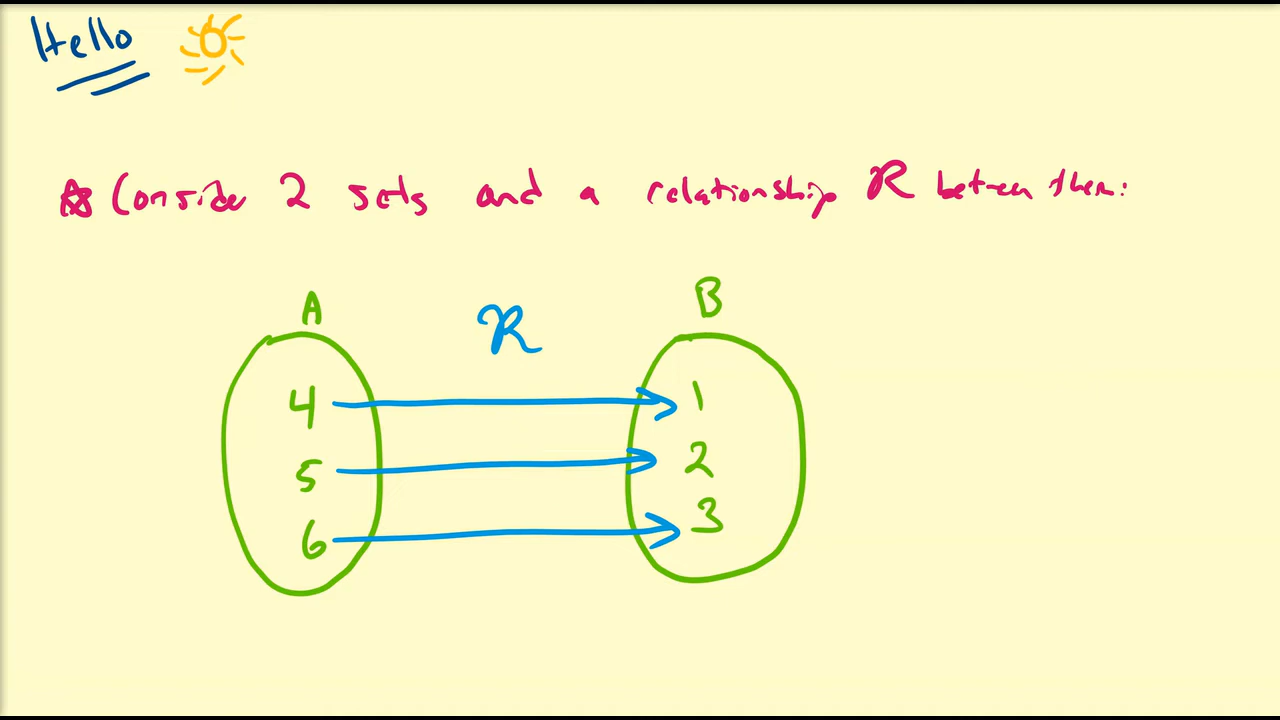 Hello
Conside 2 sets and a relationship R between them:
A R B
4 1
5 2
6 3